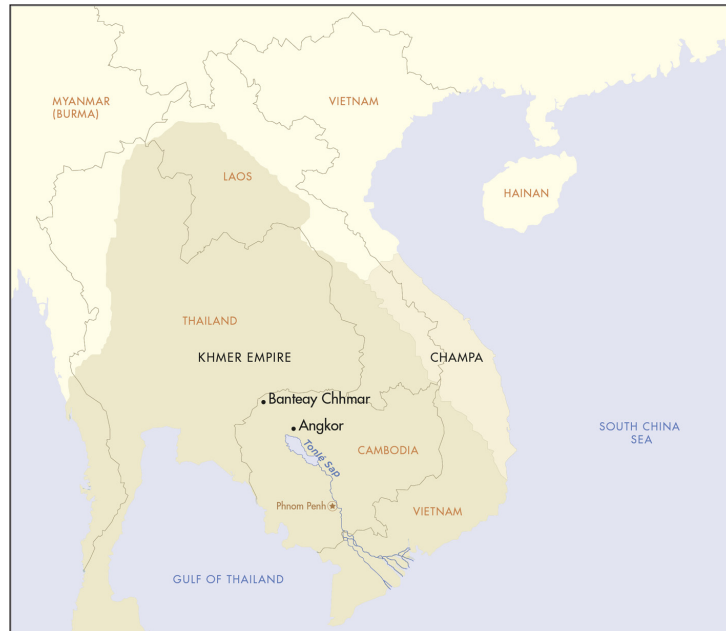 MYANMAR
(BURMA)
VIETNAM
LAOS
HAINAN
THAILAND
KHMER EMPIRE
CHAMPA
Banteay Chhmar
Angkor
SOUTH CHINA
SEA
Tonlé Sap
CAMBODIA
Phnom Penh
VIETNAM
GULF OF THAILAND